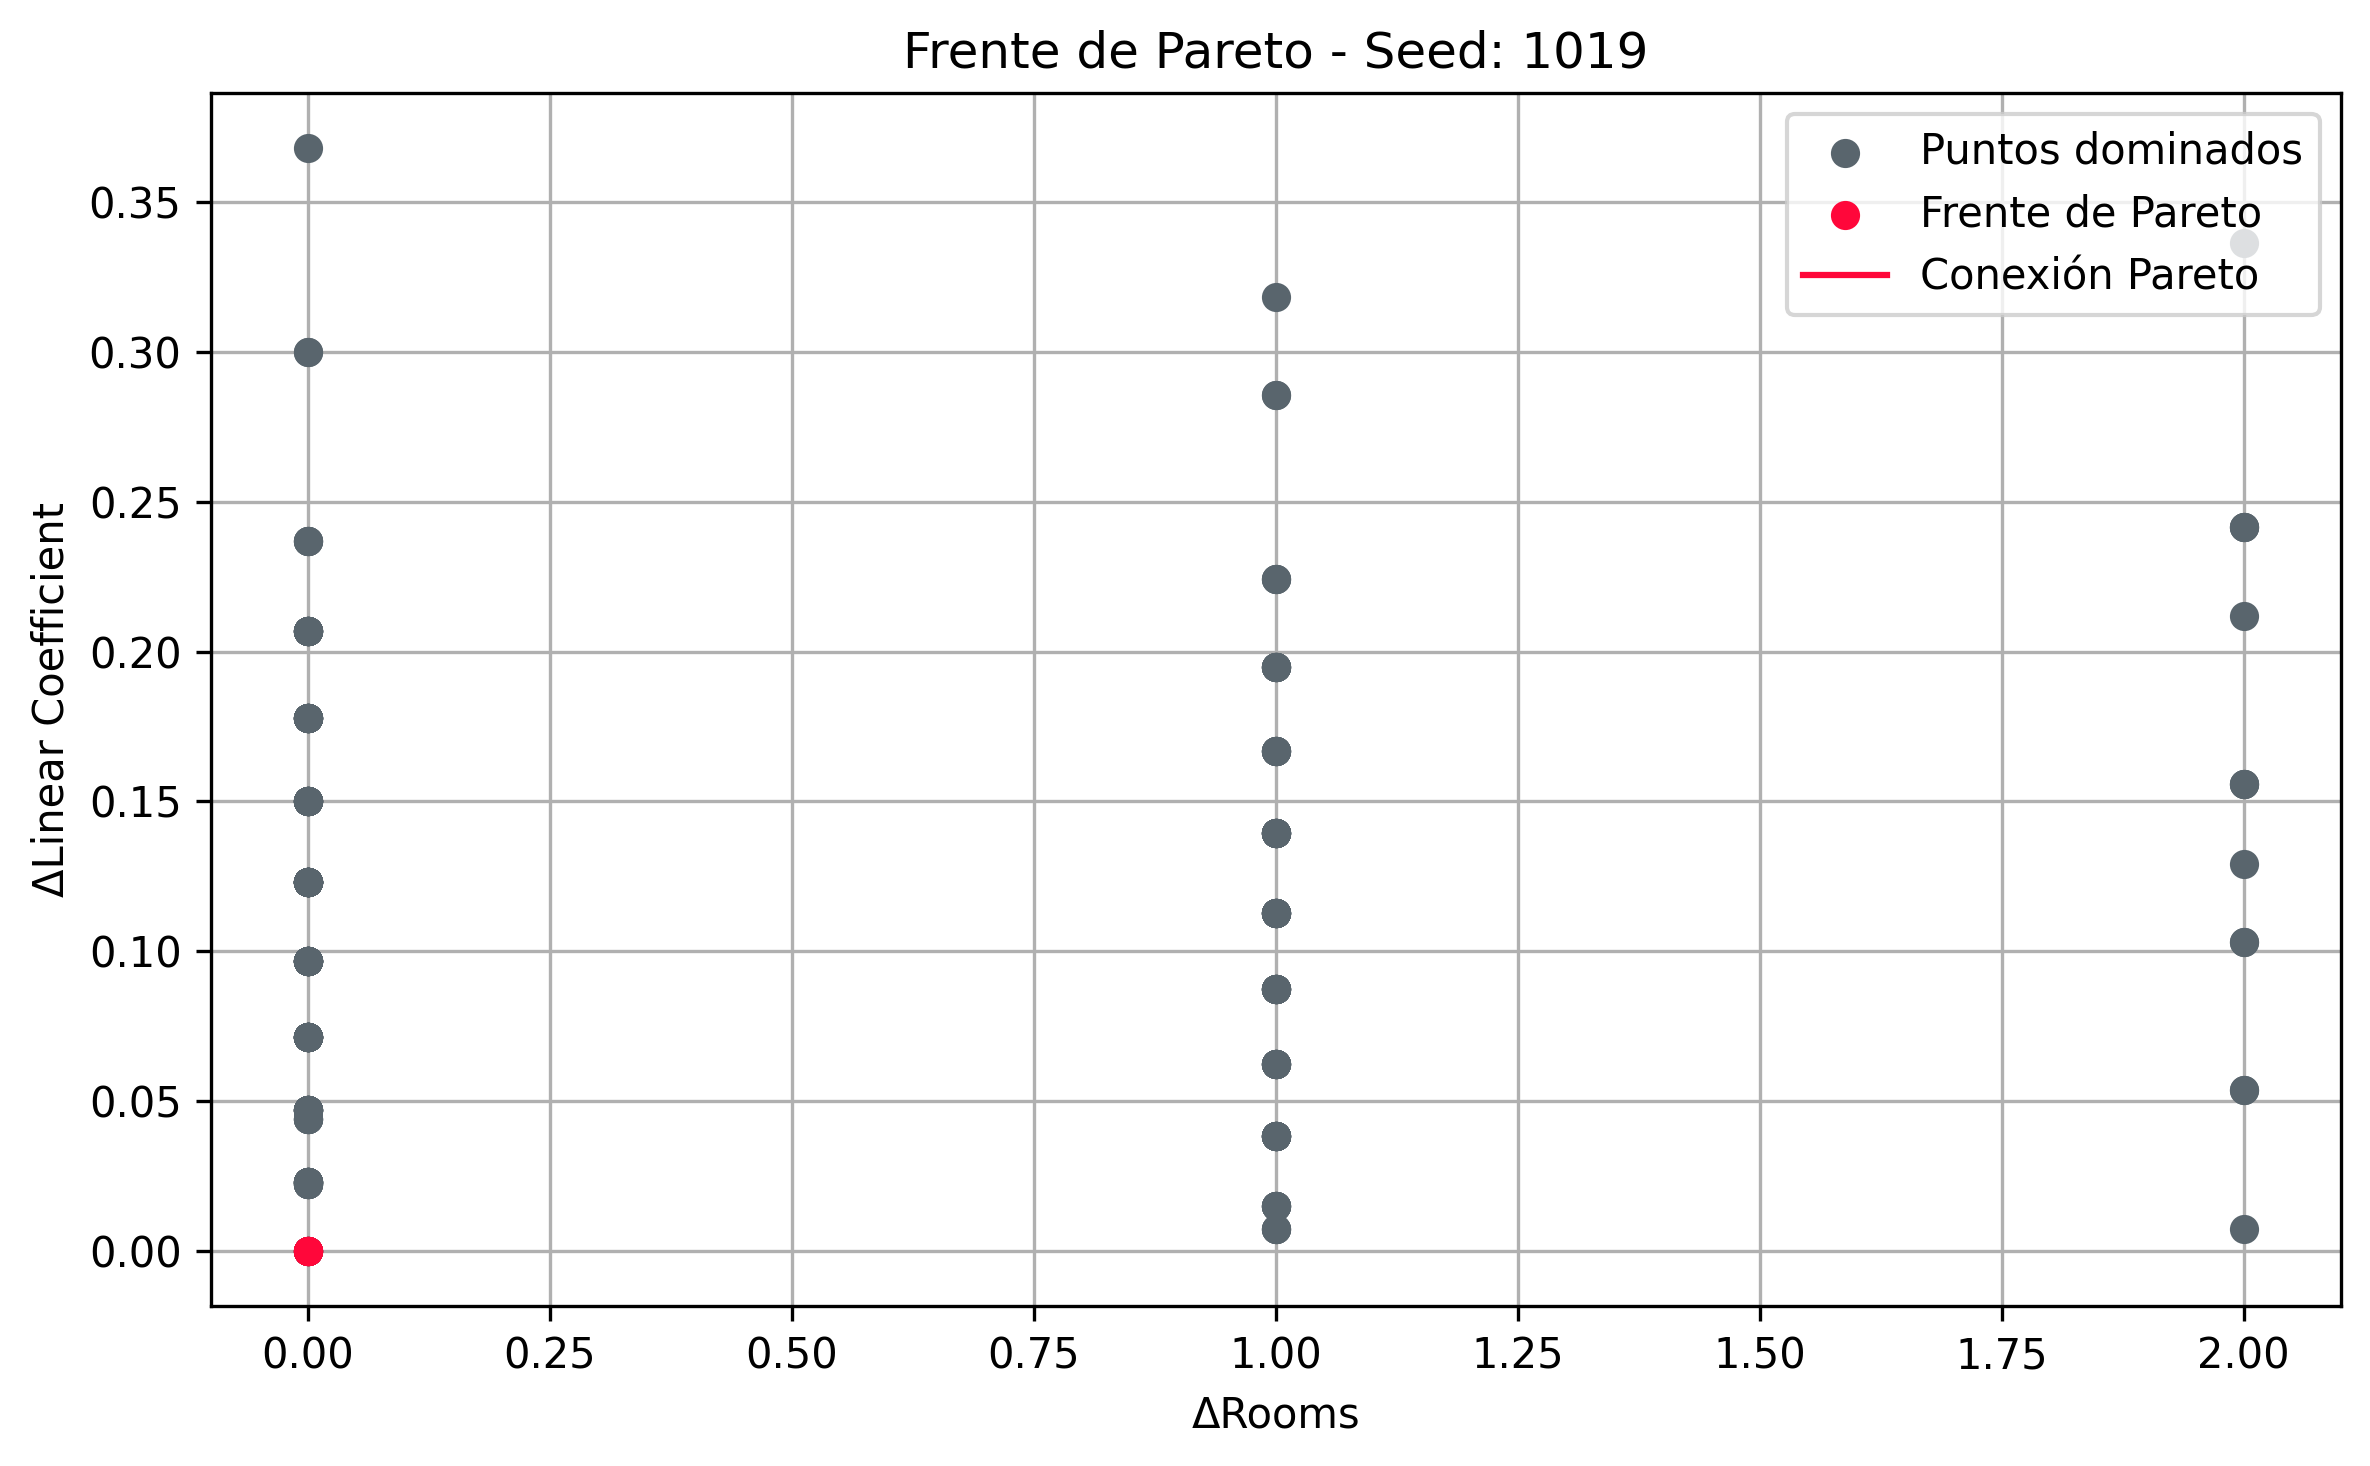 Frente de Pareto - Seed: 1019
Puntos dominados
Frente de Pareto
Conexión Pareto
ΔLinear Coefficient
0.35
0.30
0.25
0.20
0.15
0.10
0.05
0.00
0.00 0.25 0.50 0.75 1.00 1.25 1.50 1.75 2.00
ΔRooms